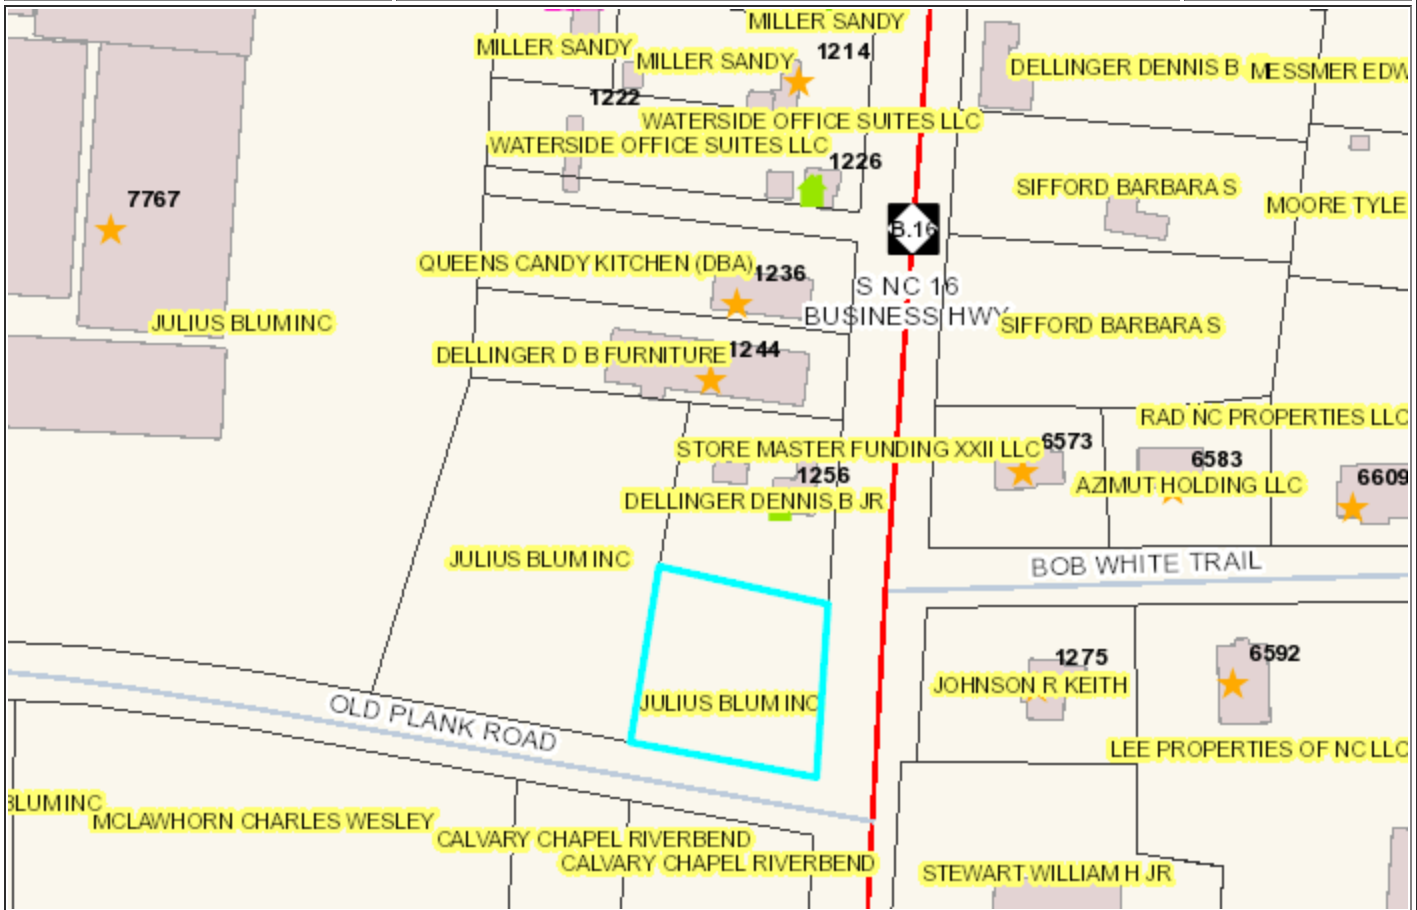 MILLER SANDY
MILLER SANDY
MILLER SANDY
1214
DELLINGER DENNIS B
MESSMER EDW
1222
WATERSIDE OFFICE SUITES LLC
WATERSIDE OFFICE SUITES LLC
1226
SIFFORD BARBARA S
7767
MOORE TYLE
B.16
QUEENS CANDY KITCHEN (DBA)
1236
S NC 16
BUSINESS HWY
JULIUS BLUM INC
SIFFORD BARBARA S
DELLINGER D B FURNITURE
1244
RAD NC PROPERTIES LLC
STORE MASTER FUNDING XXII LLC
6573
6583
1256
6609
AZIMUT HOLDING LLC
DELLINGER DENNIS B JR
JULIUS BLUM INC
BOB WHITE TRAIL
1275
6592
JOHNSON R KEITH
JULIUS BLUM INC
OLD PLANK ROAD
LEE PROPERTIES OF NC LLC
BLUM INC
MCLAWHORN CHARLES WESLEY
CALVARY CHAPEL RIVERBEND
CALVARY CHAPEL RIVERBEND
STEWART WILLIAM H JR